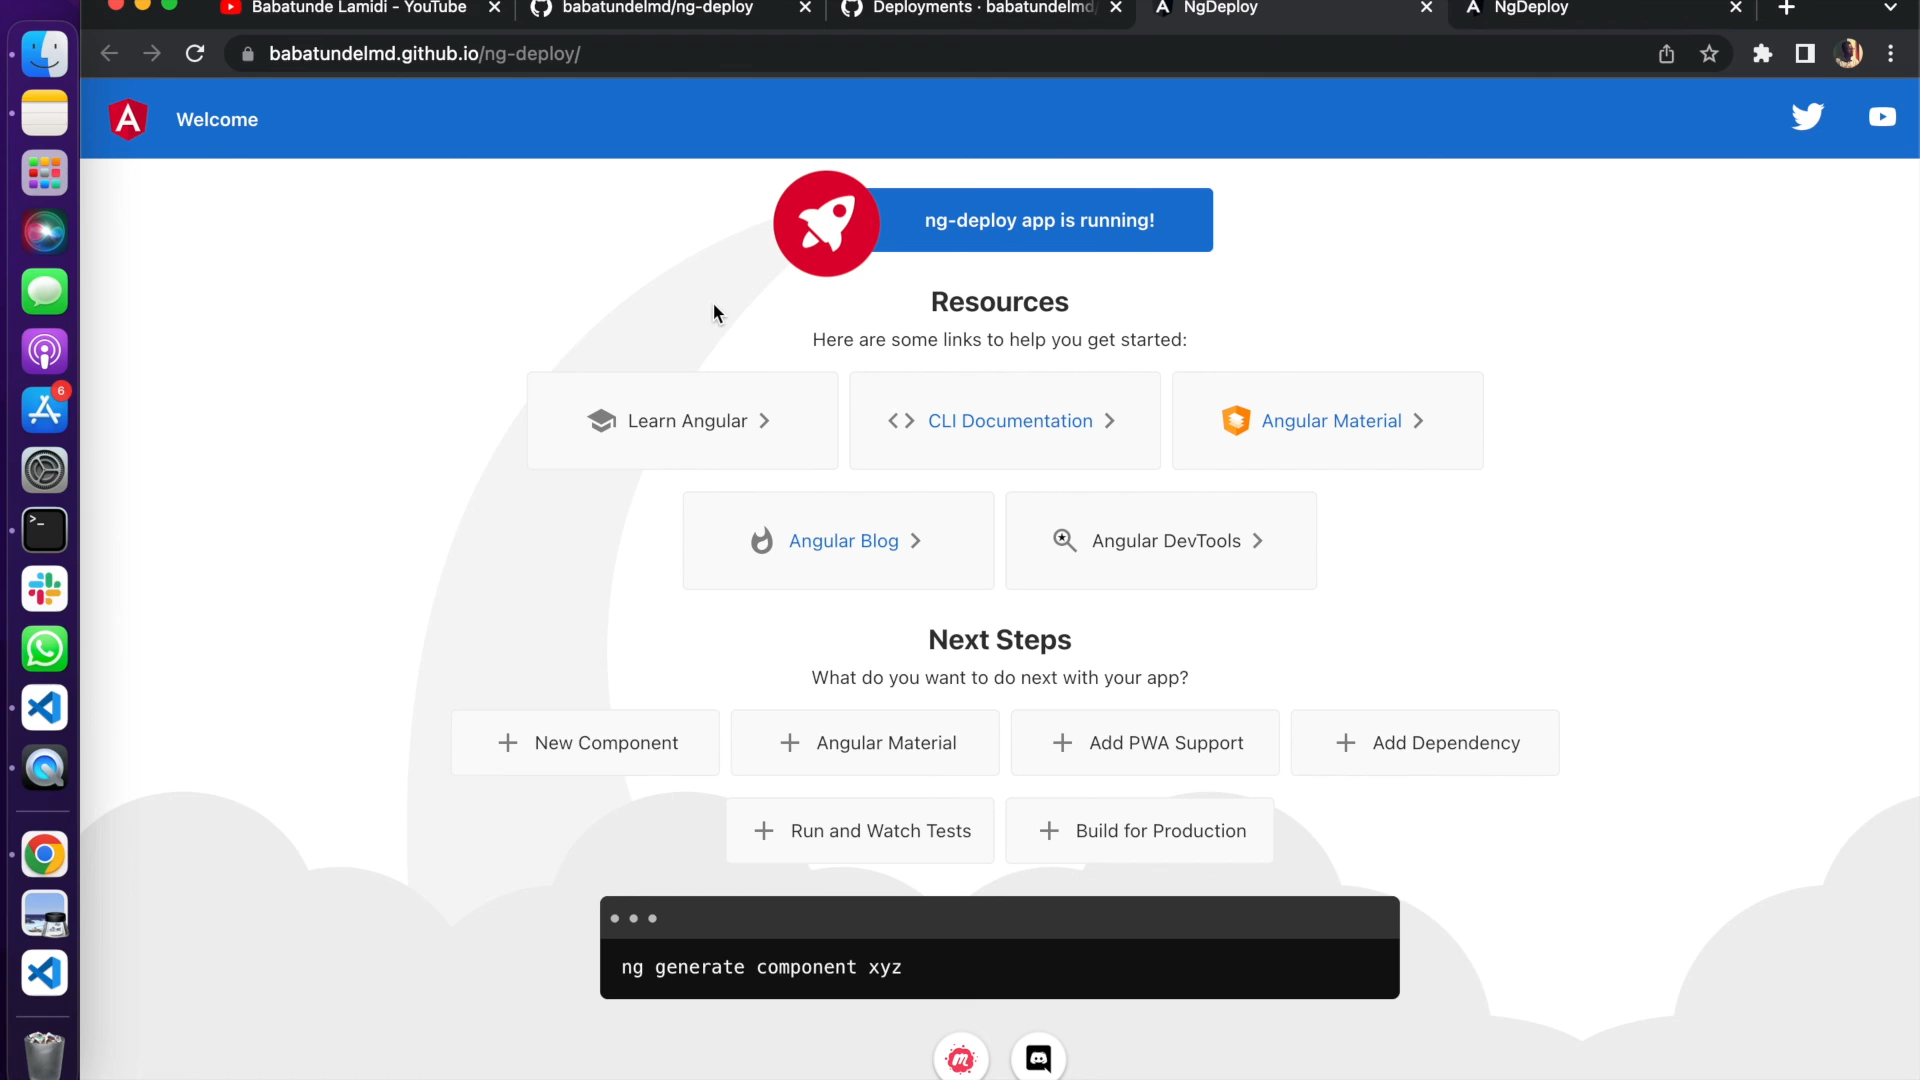 Babatunde Lamidi - YouTube
babatundelmd/ng-deploy
Deployments · babatundelmd/
NgDeploy
NgDeploy
babatundelmd.github.io/ng-deploy/
Welcome
ng-deploy app is running!
Resources
Here are some links to help you get started:
Learn Angular
CLI Documentation
Angular Material
Angular Blog
Angular DevTools
Next Steps
What do you want to do next with your app?
New Component
Angular Material
Add PWA Support
Add Dependency
Run and Watch Tests
Build for Production
ng generate component xyz
6